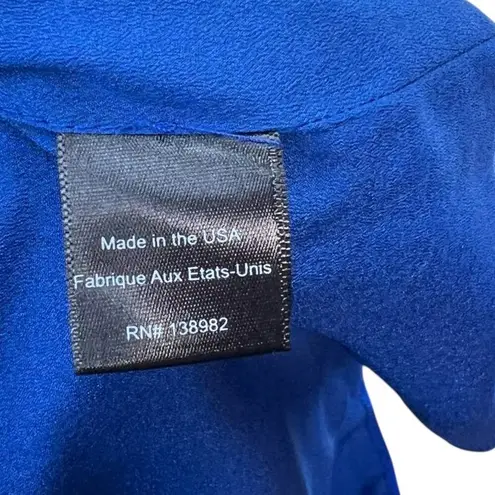 Made in the USA
Fabrique Aux Etats-Unis
RN# 138982